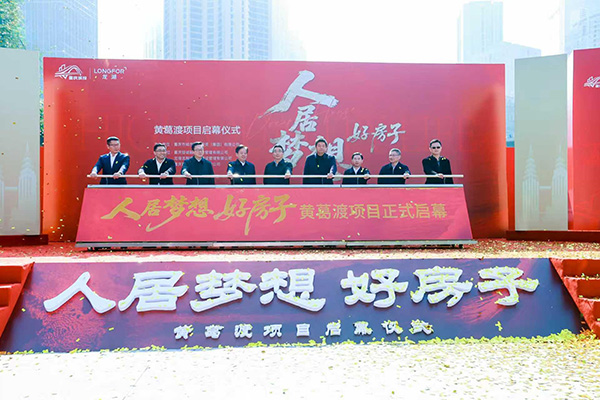 LONGFOR
龙湖
人居梦想 好房子
黄葛渡项目启幕仪式
人居梦想 好房子 黄葛渡项目正式启幕
人居梦想 好房子
黄葛渡项目启幕仪式